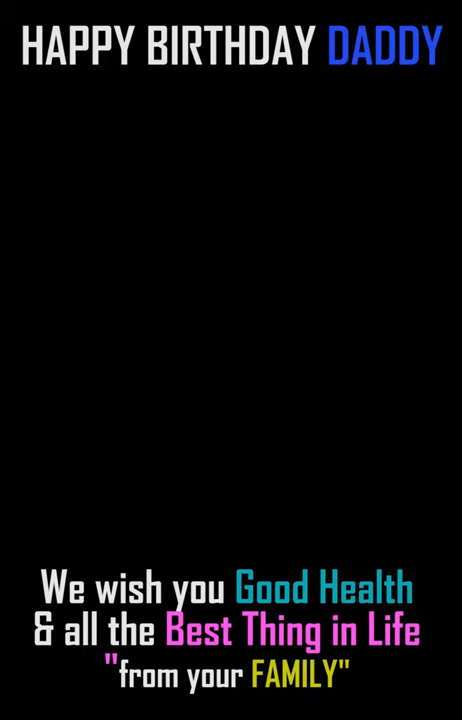 HAPPY BIRTHDAY DADDY
We wish you Good Health
& all the Best Thing in Life
"from your FAMILY"